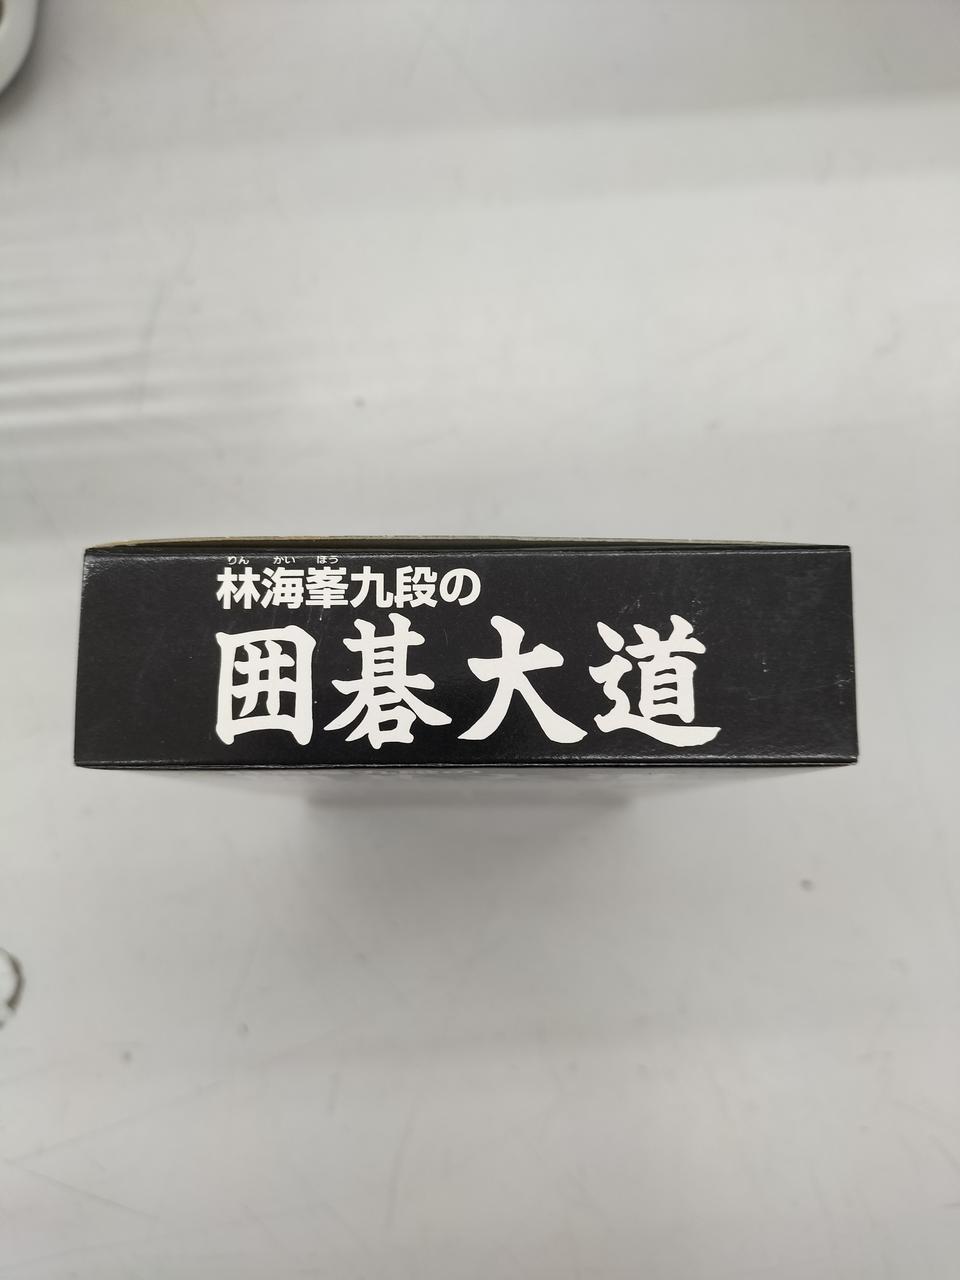 りん かい ほう
林海峯九段の
囲碁大道